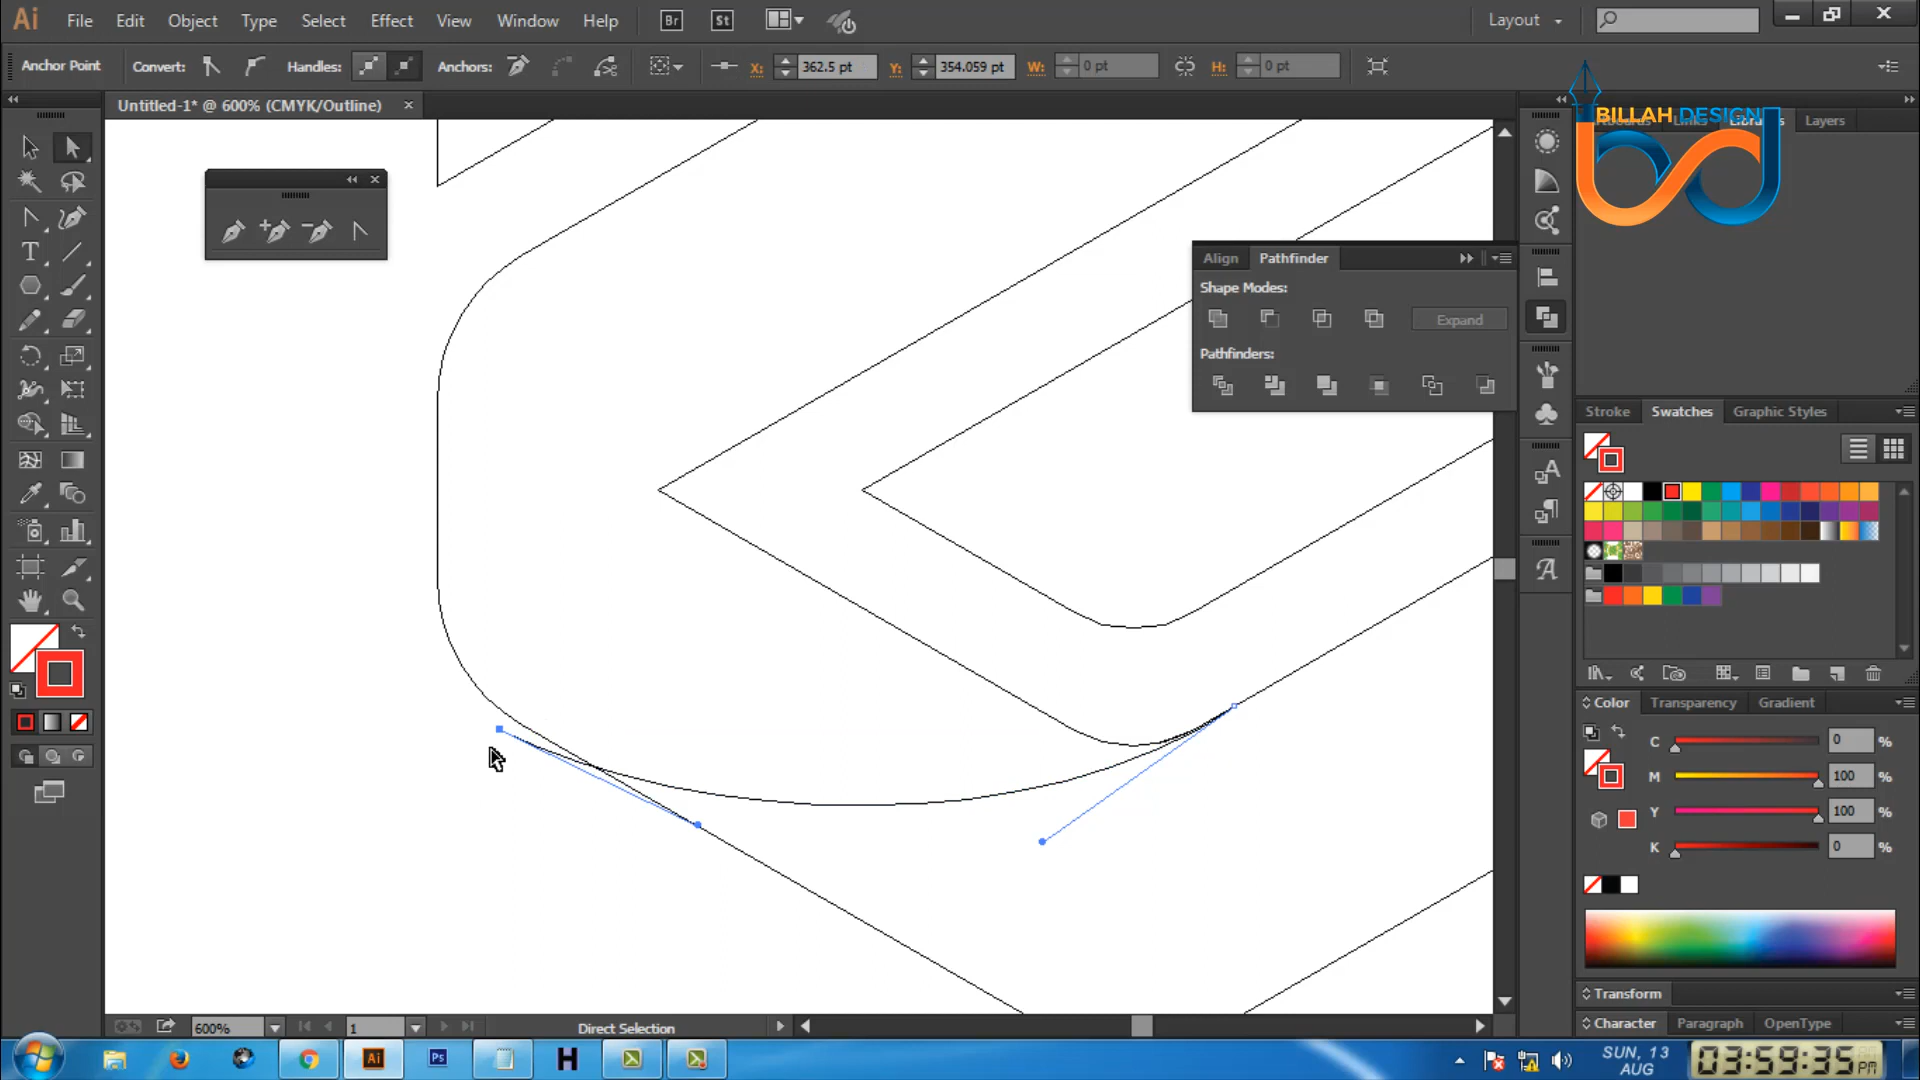 Ai File Edit Object Type Select Effect View Window Help Br St Layout
Anchor Point Convert: Handles: Anchors: X: 362.5 pt Y: 354.059 pt W: 0 pt H: 0 pt
Untitled-1* @ 600% (CMYK/Outline)
BILLAH DESIGN
Layers
Align Pathfinder
Shape Modes:
Expand
Pathfinders:
Stroke Swatches Graphic Styles
Color Transparency Gradient
C 0 %
M 100 %
Y 100 %
K 0 %
Transform
Character Paragraph OpenType
600% 1 Direct Selection
Ai Ps H
SUN, 13
AUG
03:59:35 PM